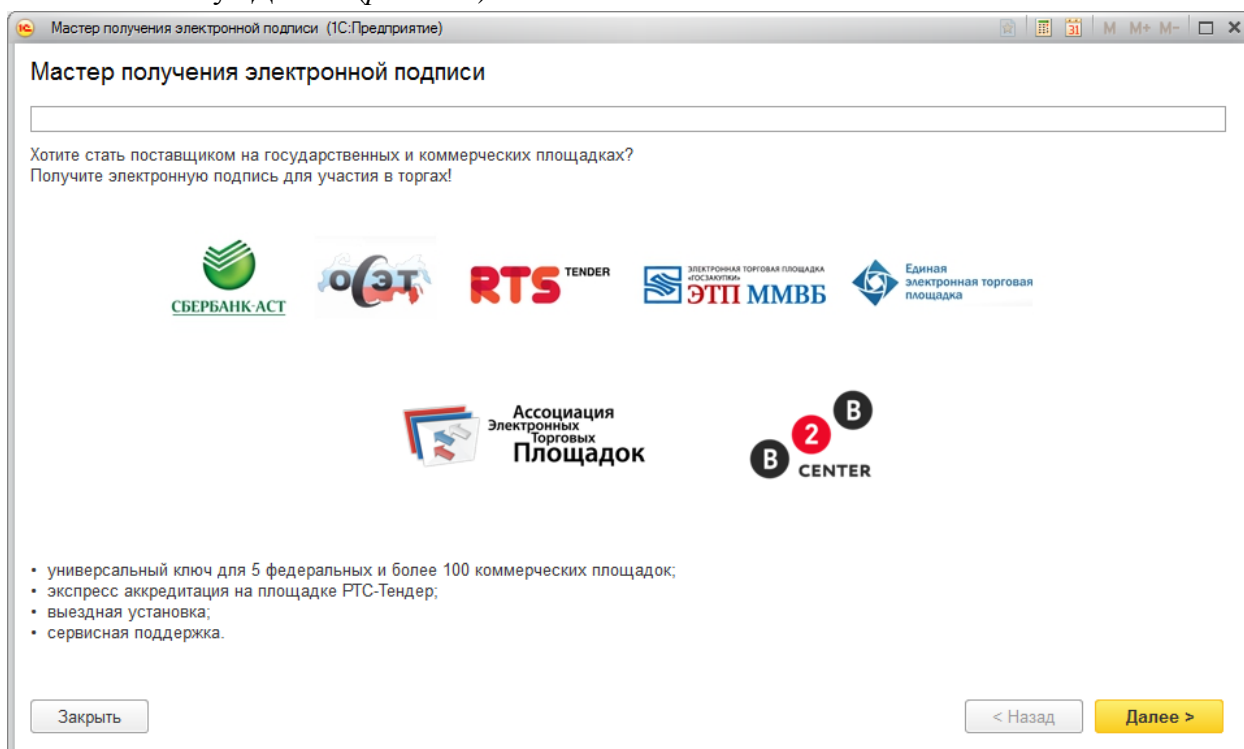 Мастер получения электронной подписи (1С:Предприятие)
31 M M+ M-
Мастер получения электронной подписи
Хотите стать поставщиком на государственных и коммерческих площадках?
Получите электронную подпись для участия в торгах!
СБЕРБАНК-АСТ
ОСЭТ
RTS TENDER
ЭЛЕКТРОННАЯ ТОРГОВАЯ ПЛОЩАДКА
«ГОСЗАКУПКИ»
ЭТП ММВБ
Единая
электронная торговая
площадка
Ассоциация
Электронных
Торговых
Площадок
B
2
B
CENTER
• универсальный ключ для 5 федеральных и более 100 коммерческих площадок;
• экспресс аккредитация на площадке РТС-Тендер;
• выездная установка;
• сервисная поддержка.
Закрыть
< Назад
Далее >